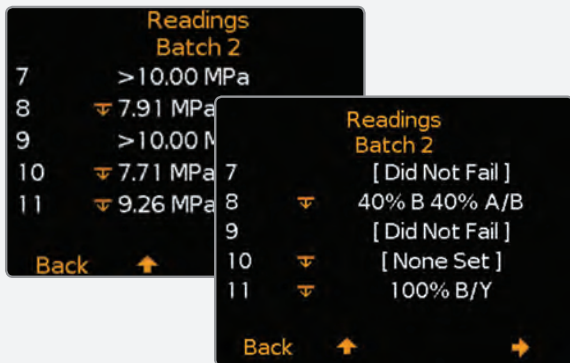 Readings
Batch 2
7 >10.00 MPa
8 7.91 MPa
9 >10.00
10 7.71 MPa
11 9.26 MPa
Back
Readings
Batch 2
7 [ Did Not Fail ]
8 40% B 40% A/B
9 [ Did Not Fail ]
10 [ None Set ]
11 100% B/Y
Back